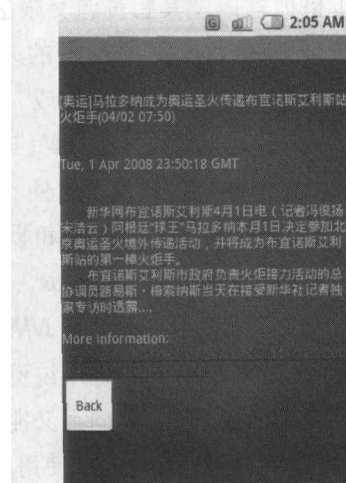 2:05 AM
[奥运]马拉多纳成为奥运圣火传递布宜诺斯艾利斯站
火炬手(04/02 07:50)
Tue, 1 Apr 2008 23:50:18 GMT
新华网布宜诺斯艾利斯4月1日电（记者冯俊扬
宋洁云）阿根廷“球王”马拉多纳本月1日决定参加北
京奥运圣火境外传递活动，并将成为布宜诺斯艾利
斯站的第一棒火炬手。
布宜诺斯艾利斯市政府负责火炬接力活动的总
协调员路易斯·梅索纳斯当天在接受新华社记者独
家专访时透露....
More information:
Back